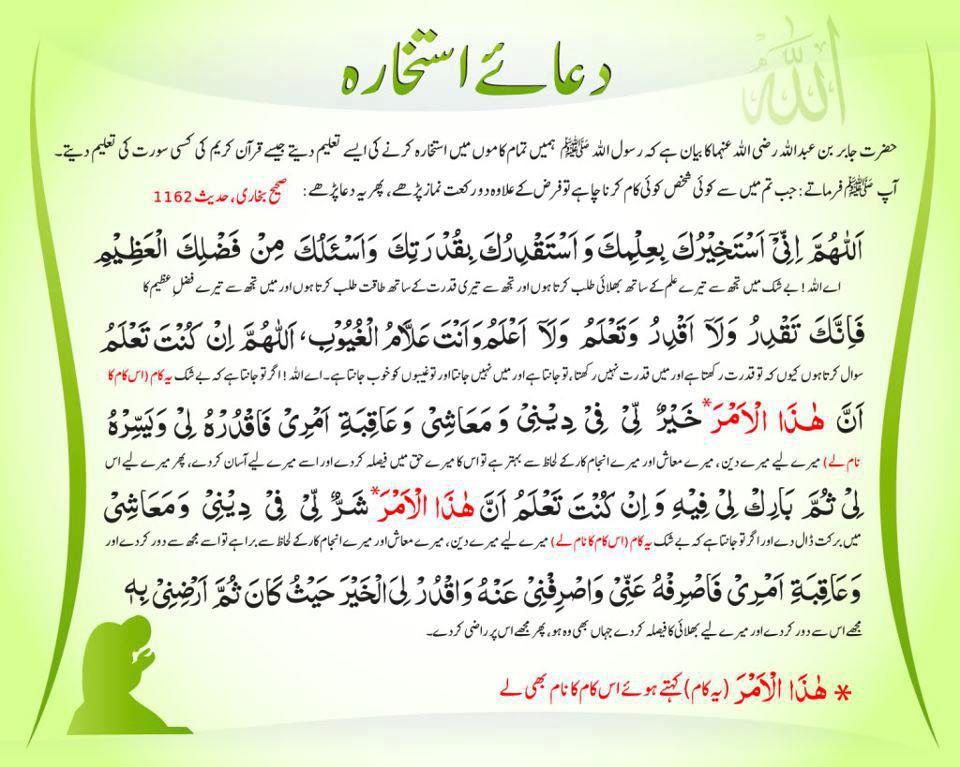 دعائے استخارہ
الله
حضرت جابر بن عبداللہ رضی اللہ عنہما کا بیان ہے کہ رسول اللہ ﷺ ہمیں تمام کاموں میں استخارہ کرنے کی ایسے تعلیم دیتے جیسے قرآن کریم کی کسی سورت کی تعلیم دیتے۔
آپ ﷺ فرماتے: جب تم میں سے کوئی شخص کوئی کام کرنا چاہے تو فرض کے علاوہ دو رکعت نماز پڑھے، پھر یہ دعا پڑھے: صحیح بخاری، حدیث 1162
اَللّٰهُمَّ اِنِّیْ اَسْتَخِیْرُكَ بِعِلْمِكَ وَ اَسْتَقْدِرُكَ بِقُدْرَتِكَ وَاَسْئَلُكَ مِنْ فَضْلِكَ الْعَظِیْمِ
اے اللہ! بے شک میں تجھ سے تیرے علم کے ساتھ بھلائی طلب کرتا ہوں اور تجھ سے تیری قدرت کے ساتھ طاقت طلب کرتا ہوں اور میں تجھ سے تیرے فضلِ عظیم کا
فَاِنَّكَ تَقْدِرُ وَلَاۤ اَقْدِرُ وَتَعْلَمُ وَلَاۤ اَعْلَمُ وَاَنْتَ عَلَّامُ الْغُیُوْبِ، اَللّٰهُمَّ اِنْ كُنْتَ تَعْلَمُ
سوال کرتا ہوں کیوں کہ تو قدرت رکھتا ہے اور میں قدرت نہیں رکھتا، تو جانتا ہے اور میں نہیں جانتا اور تو غیبوں کو خوب جانتا ہے۔ اے اللہ! اگر تو جانتا ہے کہ بے شک یہ کام (اس کام کا
اَنَّ هٰذَا الْاَمْرَ* خَیْرٌ لِّیْ فِیْ دِیْنِیْ وَ مَعَاشِیْ وَ عَاقِبَةِ اَمْرِیْ فَاقْدُرْهُ لِیْ وَیَسِّرْهُ
نام لے) میرے لیے میرے دین، میرے معاش اور میرے انجام کار کے لحاظ سے بہتر ہے تو اس کا میرے حق میں فیصلہ کردے اور اسے میرے لیے آسان کردے، پھر میرے لیے اس
لِیْ ثُمَّ بَارِكْ لِیْ فِیْهِ وَ اِنْ كُنْتَ تَعْلَمُ اَنَّ هٰذَا الْاَمْرَ* شَرٌّ لِّیْ فِیْ دِیْنِیْ وَمَعَاشِیْ
میں برکت ڈال دے اور اگر تو جانتا ہے کہ بے شک یہ کام (اس کام کا نام لے) میرے لیے میرے دین، میرے معاش اور میرے انجام کار کے لحاظ سے برا ہے تو اسے مجھ سے دور کردے اور
وَ عَاقِبَةِ اَمْرِیْ فَاصْرِفْهُ عَنِّیْ وَاصْرِفْنِیْ عَنْهُ وَاقْدُرْ لِیَ الْخَیْرَ حَیْثُ كَانَ ثُمَّ اَرْضِنِیْ بِهٖ
مجھے اس سے دور کردے اور میرے لیے بھلائی کا فیصلہ کردے جہاں بھی وہ ہو، پھر مجھے اس پر راضی کردے۔
* هٰذَا الْاَمْرَ (یہ کام) کہتے ہوئے اس کام کا نام بھی لے